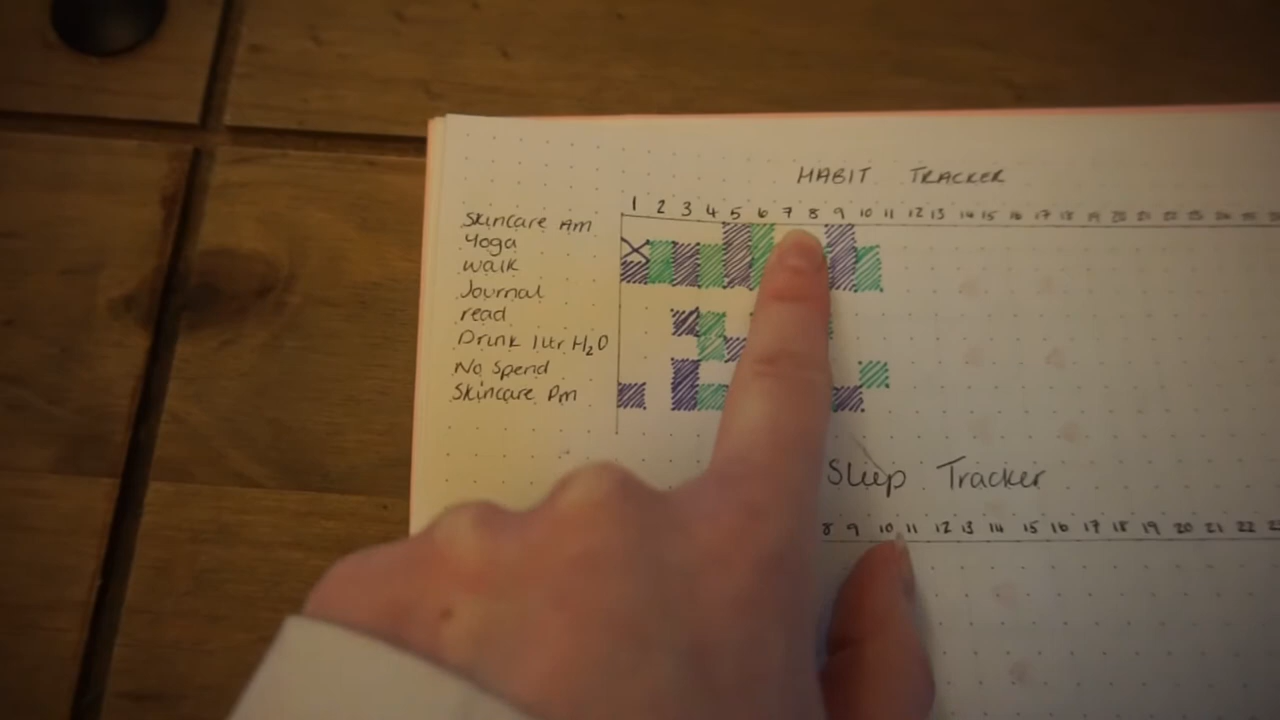 HABIT TRACKER
1 2 3 4 5 6 7 8 9 10 11 12 13 14 15 16 17 18 19 20 21 22 23 24 25
Skincare Am
Yoga
walk
Journal
read
Drink 1Ltr H₂O
No Spend
Skincare Pm
Sleep Tracker
8 9 10 11 12 13 14 15 16 17 18 19 20 21 22